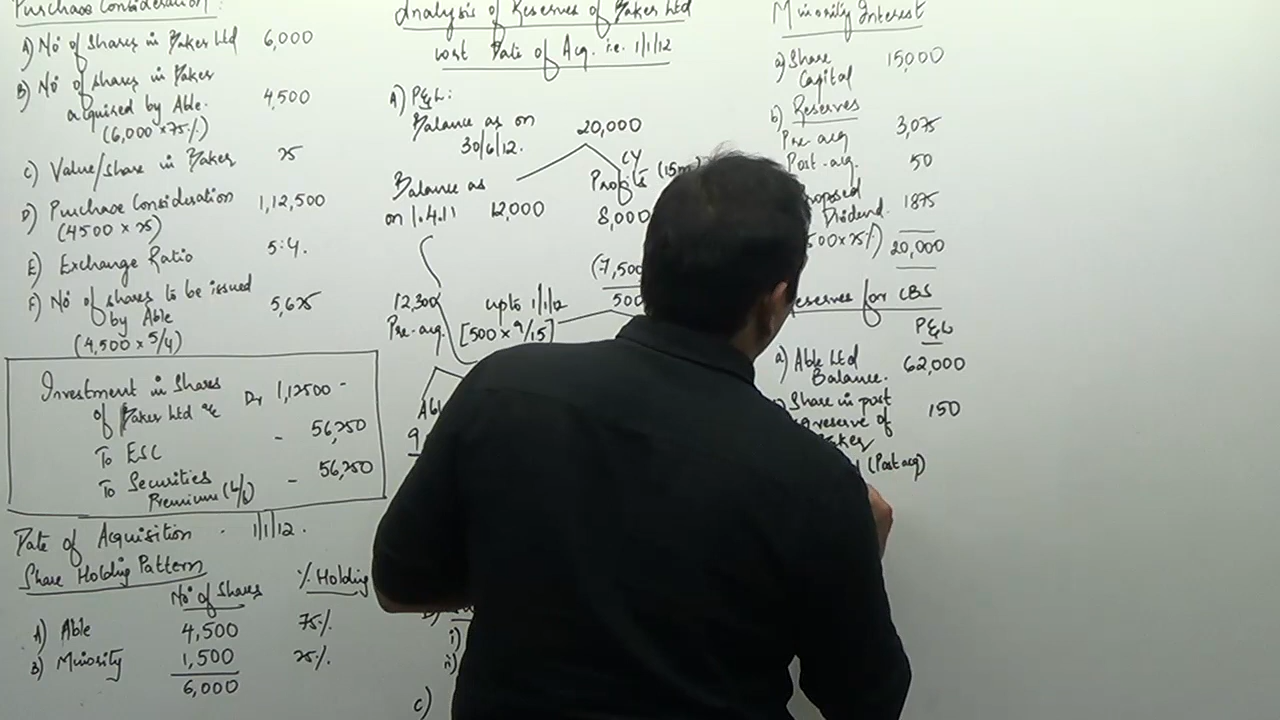 Purchase Consideration:
A) No of Shares in Baker Ltd 6,000
B) No of shares in Baker
acquired by Able. 4,500
(6,000 x 75%)
C) Value/share in Baker 25
D) Purchase Consideration 1,12,500
(4500 x 25)
E) Exchange Ratio 5:4.
F) No of shares to be issued
by Able 5,625
(4,500 x 5/4)
Investment in Shares
of Baker Ltd a/c Dr 1,12500 -
To ESC - 56,250
To Securities
Premium (b/f) - 56,250
Date of Acquisition - 1/1/12.
Share Holding Pattern
No of Shares % Holding
A) Able 4,500 75%
B) Minority 1,500 25%
6,000
Analysis of Reserves of Baker Ltd
wrt Date of Acq. i.e. 1/1/12
A) P&L:
Balance as on 20,000
30/6/12.
CY
Balance as Profits (15m)
on 1.4.11 12,000 8,000
(7,500
12,300 upto 1/1/12 500
Pre-acq. [500 x 9/15]
i)
ii)
C)
Minority Interest
a) Share 15,000
Capital
b) Reserves
Pre-acq 3,075
Post-acq. 50
Dividend. 1875
20,000
for CBS
P&L
a) Able Ltd 62,000
Balance.
Share in post 150
reserve of
(Post acq)